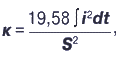 κ = 19,58 ∫i²dt / S²,